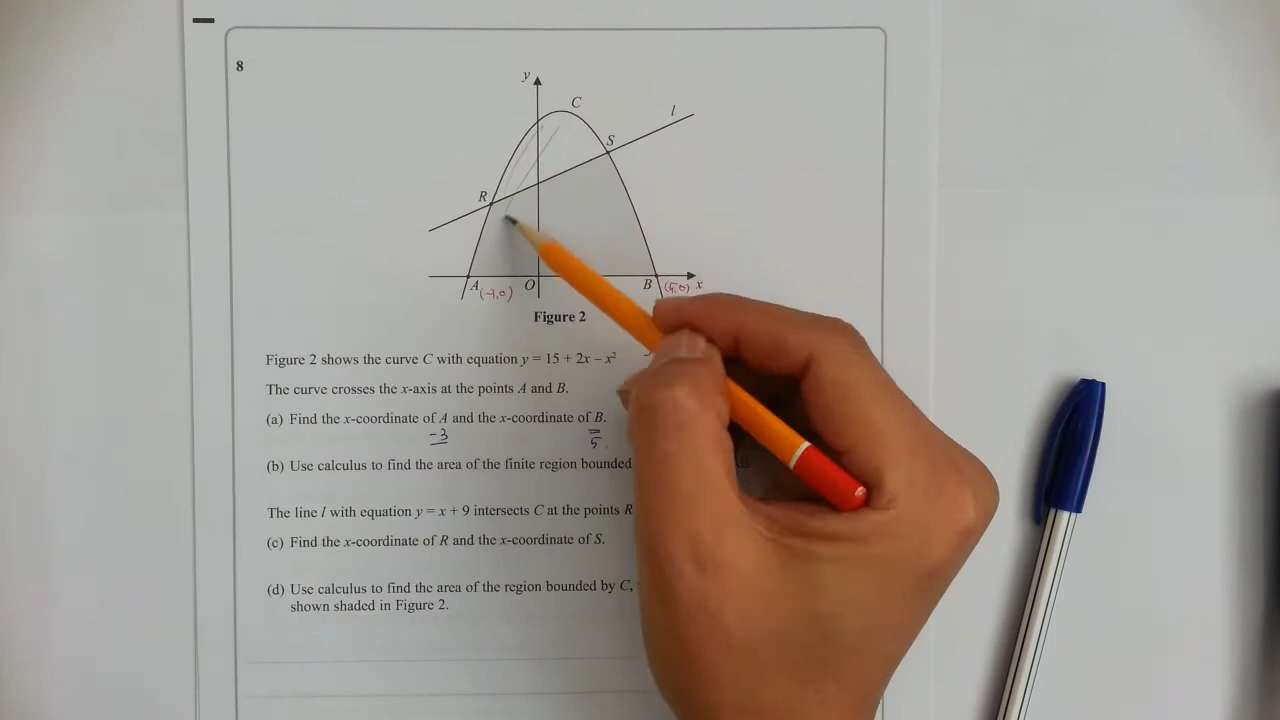 8
y
C
l
S
R
A (-3,0) O B (5,0) x
Figure 2
Figure 2 shows the curve C with equation y = 15 + 2x – x²
The curve crosses the x-axis at the points A and B.
(a) Find the x-coordinate of A and the x-coordinate of B.
-3 5
(b) Use calculus to find the area of the finite region bounded
The line l with equation y = x + 9 intersects C at the points R
(c) Find the x-coordinate of R and the x-coordinate of S.
(d) Use calculus to find the area of the region bounded by C,
shown shaded in Figure 2.